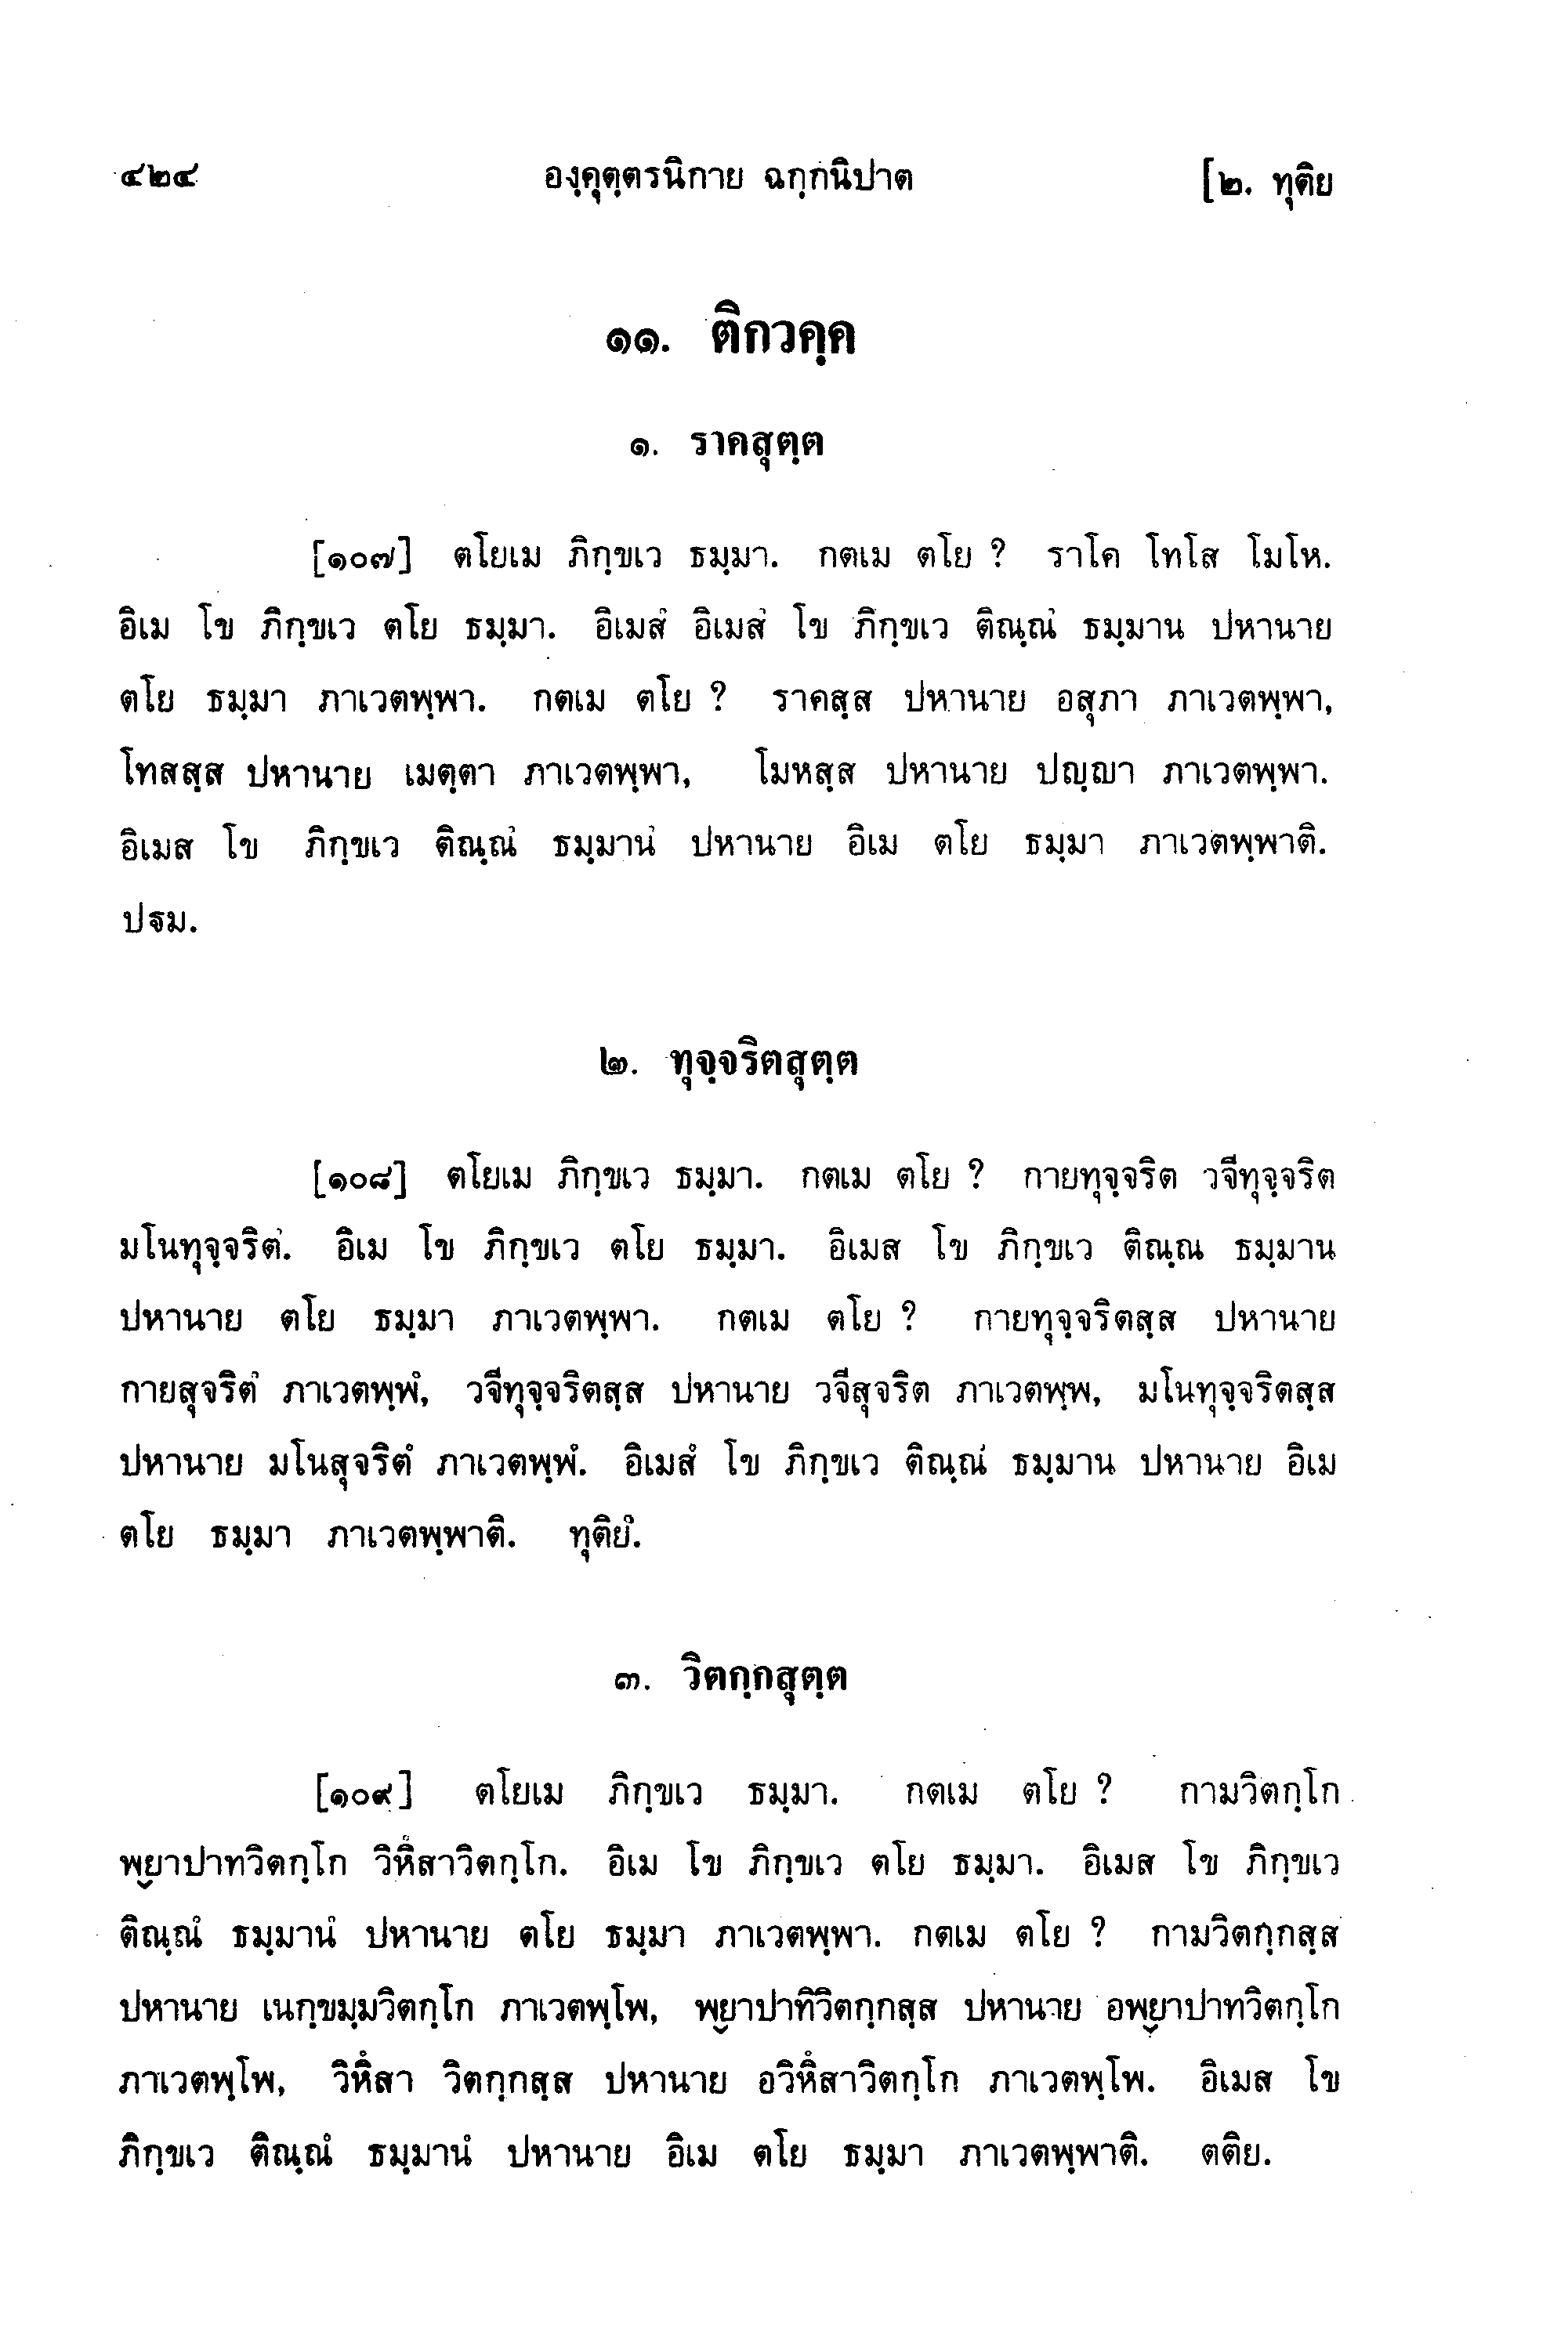 ๔๒๔ องฺคุตฺตรนิกาย ฉกฺกนิปาต [๒. ทุติย
๑๑. ติกวคฺค
๑. ราคสุตฺต
[๑๐๗] ตโยเม ภิกฺขเว ธมฺมา. กตเม ตโย ? ราโค โทโส โมโห.
อิเม โข ภิกฺขเว ตโย ธมฺมา. อิเมสํ อิเมสํ โข ภิกฺขเว ติณฺณํ ธมฺมาน ปหานาย
ตโย ธมฺมา ภาเวตพฺพา. กตเม ตโย ? ราคสฺส ปหานาย อสุภา ภาเวตพฺพา,
โทสสฺส ปหานาย เมตฺตา ภาเวตพฺพา, โมหสฺส ปหานาย ปญฺญา ภาเวตพฺพา.
อิเมส โข ภิกฺขเว ติณฺณํ ธมฺมานํ ปหานาย อิเม ตโย ธมฺมา ภาเวตพฺพาติ.
ปฐม.
๒. ทุจฺจริตสุตฺต
[๑๐๘] ตโยเม ภิกฺขเว ธมฺมา. กตเม ตโย ? กายทุจฺจริต วจีทุจฺจริต
มโนทุจฺจริตํ. อิเม โข ภิกฺขเว ตโย ธมฺมา. อิเมส โข ภิกฺขเว ติณฺณ ธมฺมาน
ปหานาย ตโย ธมฺมา ภาเวตพฺพา. กตเม ตโย ? กายทุจฺจริตสฺส ปหานาย
กายสุจริตํ ภาเวตพฺพํ, วจีทุจฺจริตสฺส ปหานาย วจีสุจริต ภาเวตพฺพ, มโนทุจฺจริตสฺส
ปหานาย มโนสุจริตํ ภาเวตพฺพํ. อิเมสํ โข ภิกฺขเว ติณฺณํ ธมฺมาน ปหานาย อิเม
ตโย ธมฺมา ภาเวตพฺพาติ. ทุติยํ.
๓. วิตกฺกสุตฺต
[๑๐๙] ตโยเม ภิกฺขเว ธมฺมา. กตเม ตโย ? กามวิตกฺโก
พฺยาปาทวิตกฺโก วิหึสาวิตกฺโก. อิเม โข ภิกฺขเว ตโย ธมฺมา. อิเมส โข ภิกฺขเว
ติณฺณํ ธมฺมานํ ปหานาย ตโย ธมฺมา ภาเวตพฺพา. กตเม ตโย ? กามวิตกฺกสฺส
ปหานาย เนกฺขมฺมวิตกฺโก ภาเวตพฺโพ, พฺยาปาทิวิตกฺกสฺส ปหานาย อพฺยาปาทวิตกฺโก
ภาเวตพฺโพ, วิหึสา วิตกฺกสฺส ปหานาย อวิหึสาวิตกฺโก ภาเวตพฺโพ. อิเมส โข
ภิกฺขเว ติณฺณํ ธมฺมานํ ปหานาย อิเม ตโย ธมฺมา ภาเวตพฺพาติ. ตติย.